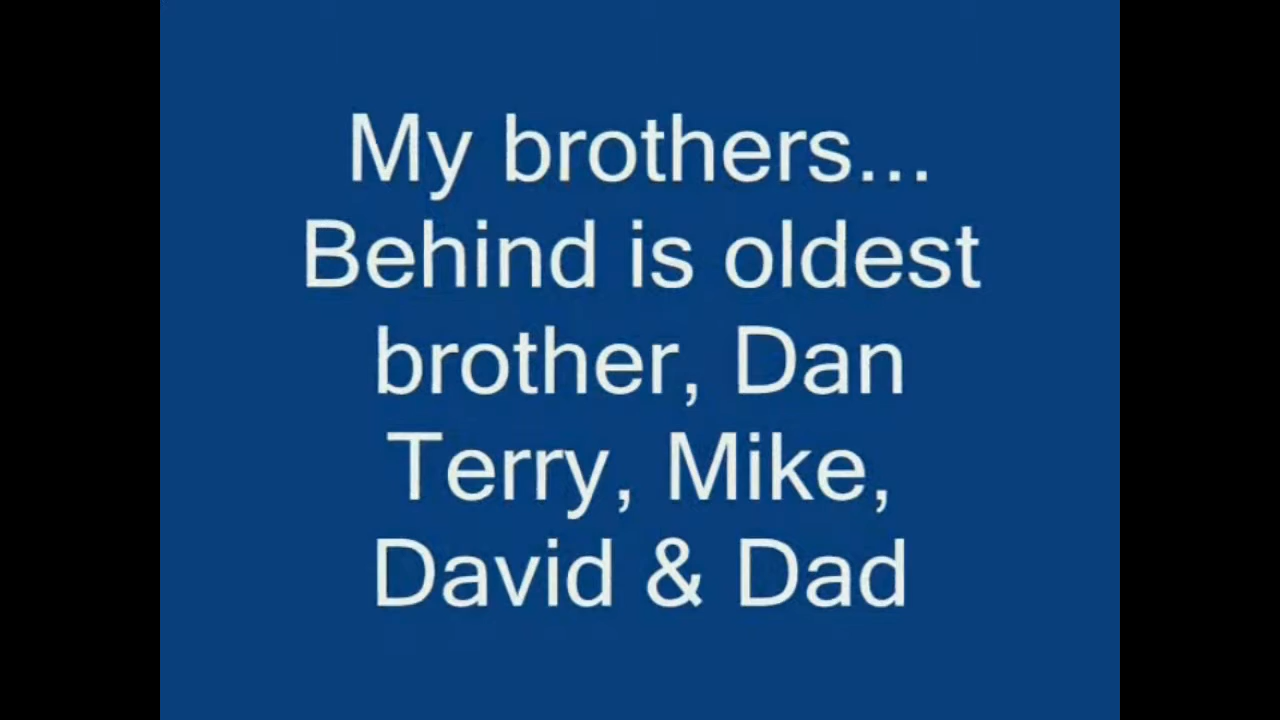 My brothers...
Behind is oldest
brother, Dan
Terry, Mike,
David & Dad